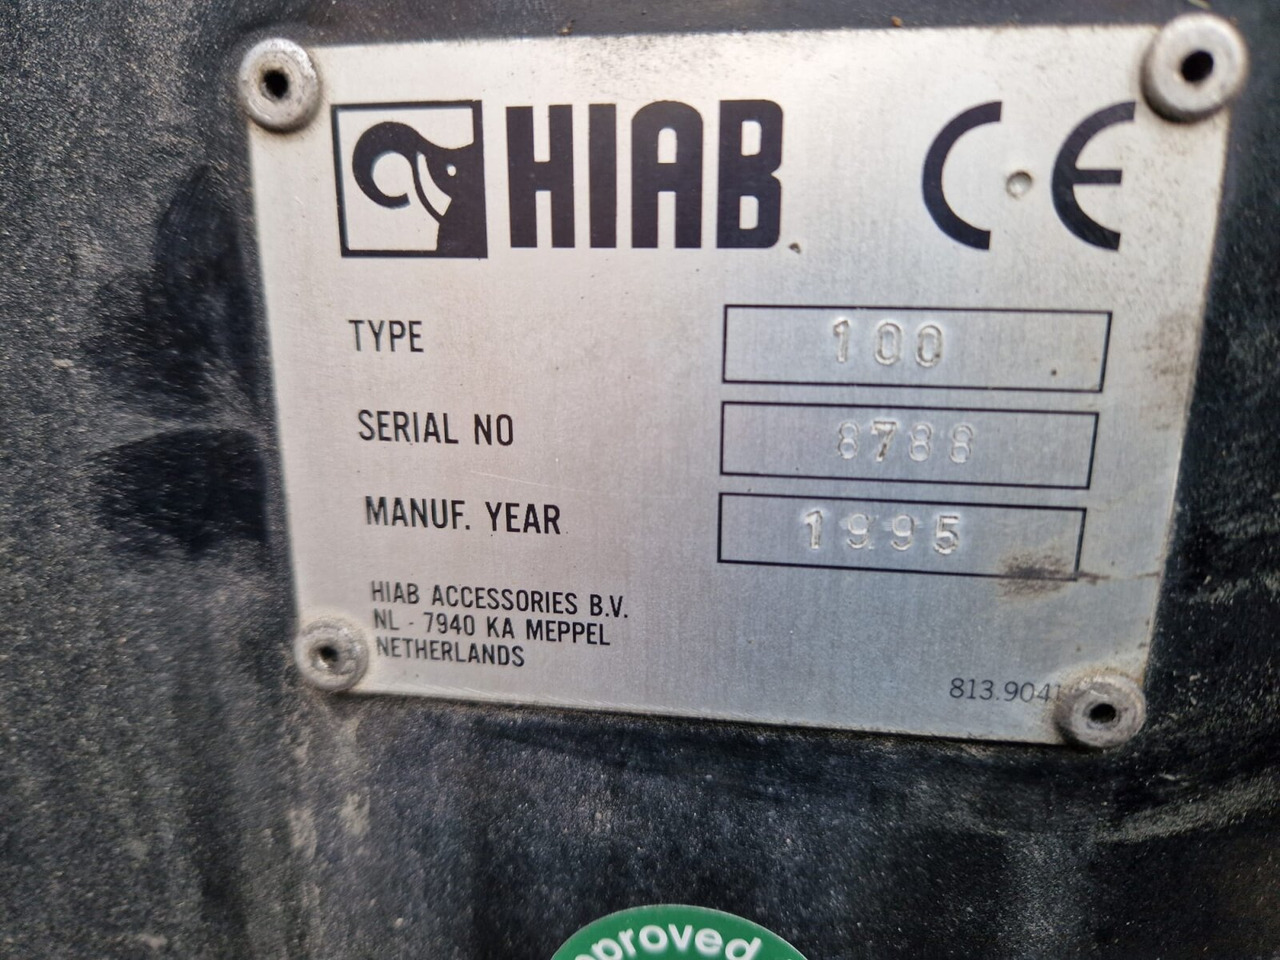 HIAB CE
TYPE 100
SERIAL NO 8788
MANUF. YEAR 1995
HIAB ACCESSORIES B.V.
NL - 7940 KA MEPPEL
NETHERLANDS
813.9041